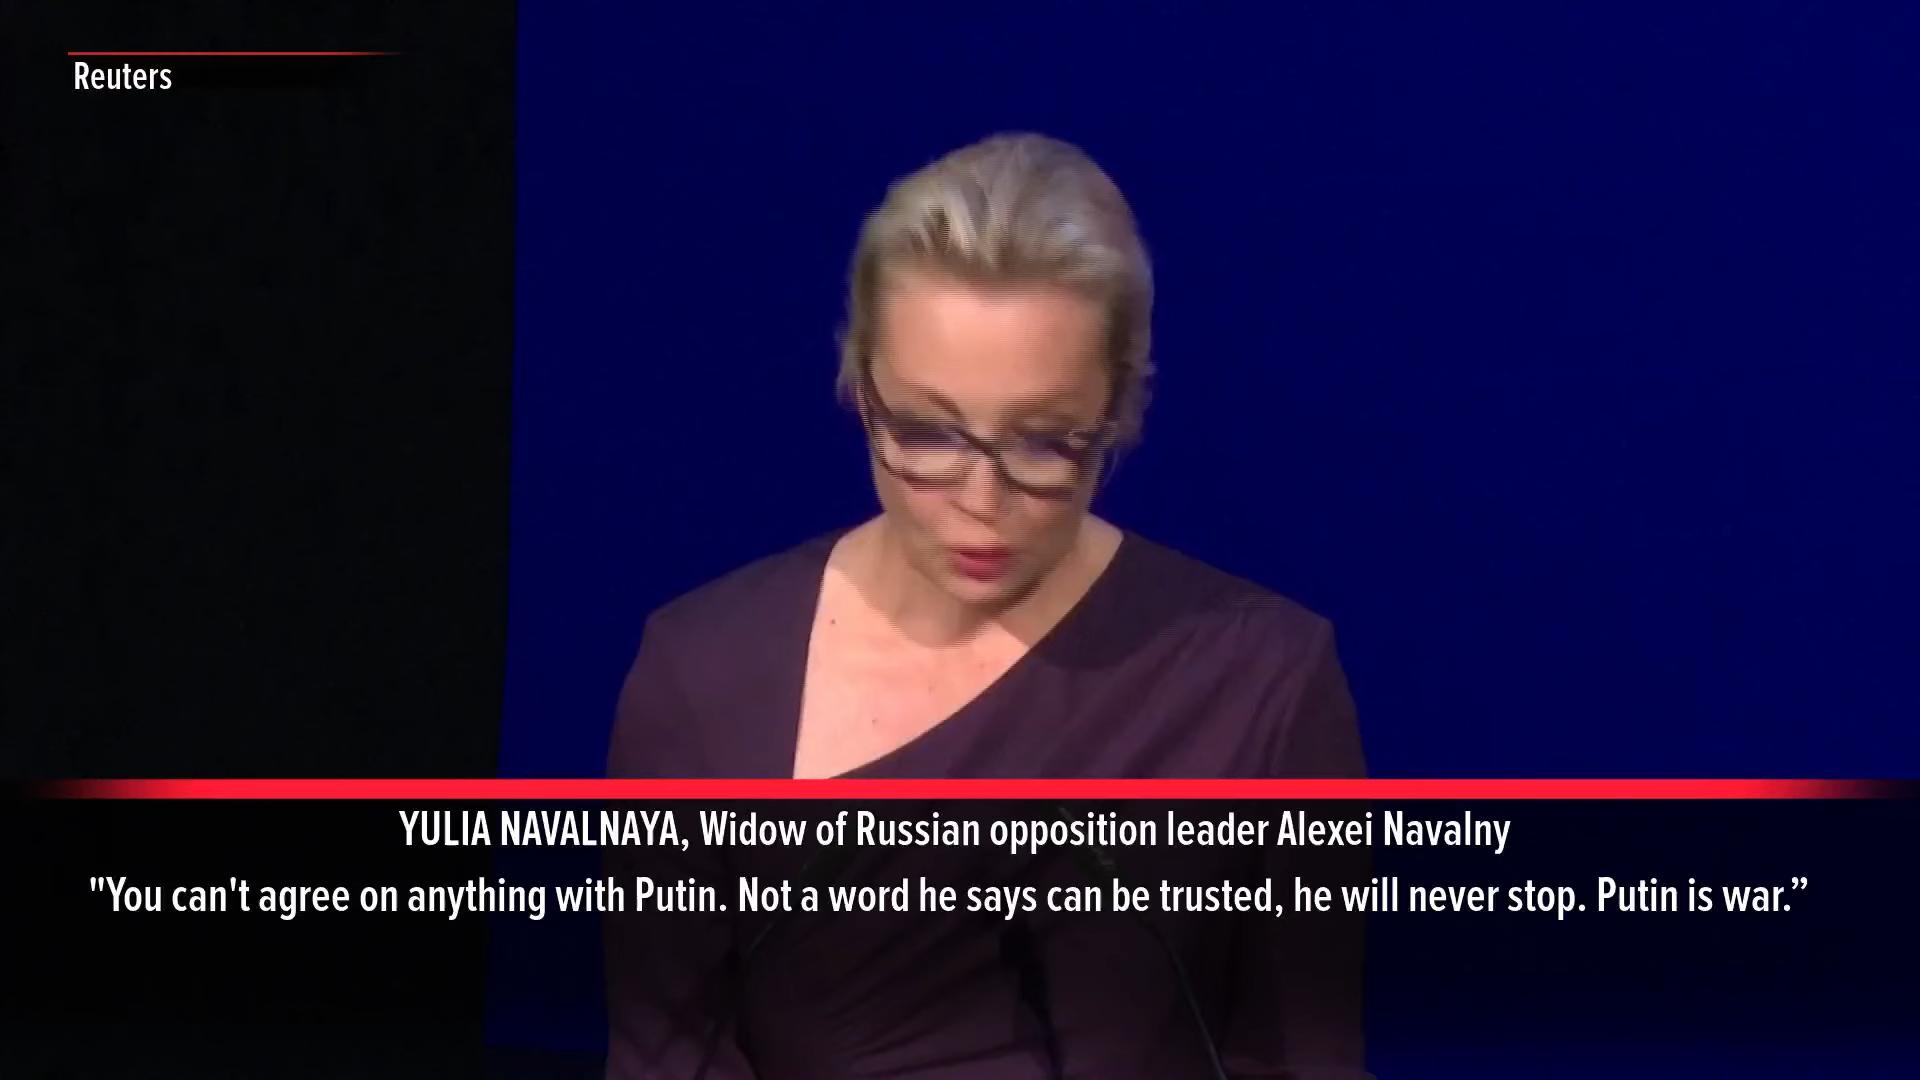 Reuters
YULIA NAVALNAYA, Widow of Russian opposition leader Alexei Navalny
"You can't agree on anything with Putin. Not a word he says can be trusted, he will never stop. Putin is war.”